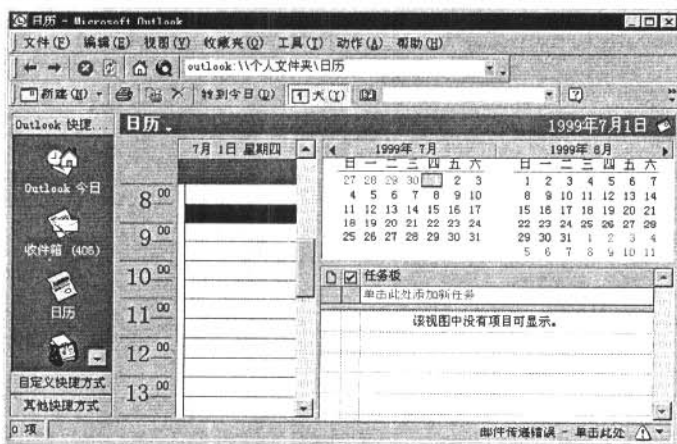 日历 - Microsoft Outlook
文件(F) 编辑(E) 视图(V) 收藏夹(O) 工具(T) 动作(A) 帮助(H)
outlook:\\个人文件夹\日历
新建(N) 转到今日(D) 1 天(Y)
Outlook 快捷...
日历
1999年7月1日
Outlook 今日
收件箱 (406)
日历
自定义快捷方式
其他快捷方式
7月 1日 星期四
8 00
9 00
10 00
11 00
12 00
13 00
1999年 7月
日 一 二 三 四 五 六
27 28 29 30 1 2 3
4 5 6 7 8 9 10
11 12 13 14 15 16 17
18 19 20 21 22 23 24
25 26 27 28 29 30 31
1999年 8月
日 一 二 三 四 五 六
1 2 3 4 5 6 7
8 9 10 11 12 13 14
15 16 17 18 19 20 21
22 23 24 25 26 27 28
29 30 31 1 2 3 4
5 6 7 8 9 10 11
任务板
单击此处添加新任务
该视图中没有项目可显示。
0 项
邮件传递错误 - 单击此处